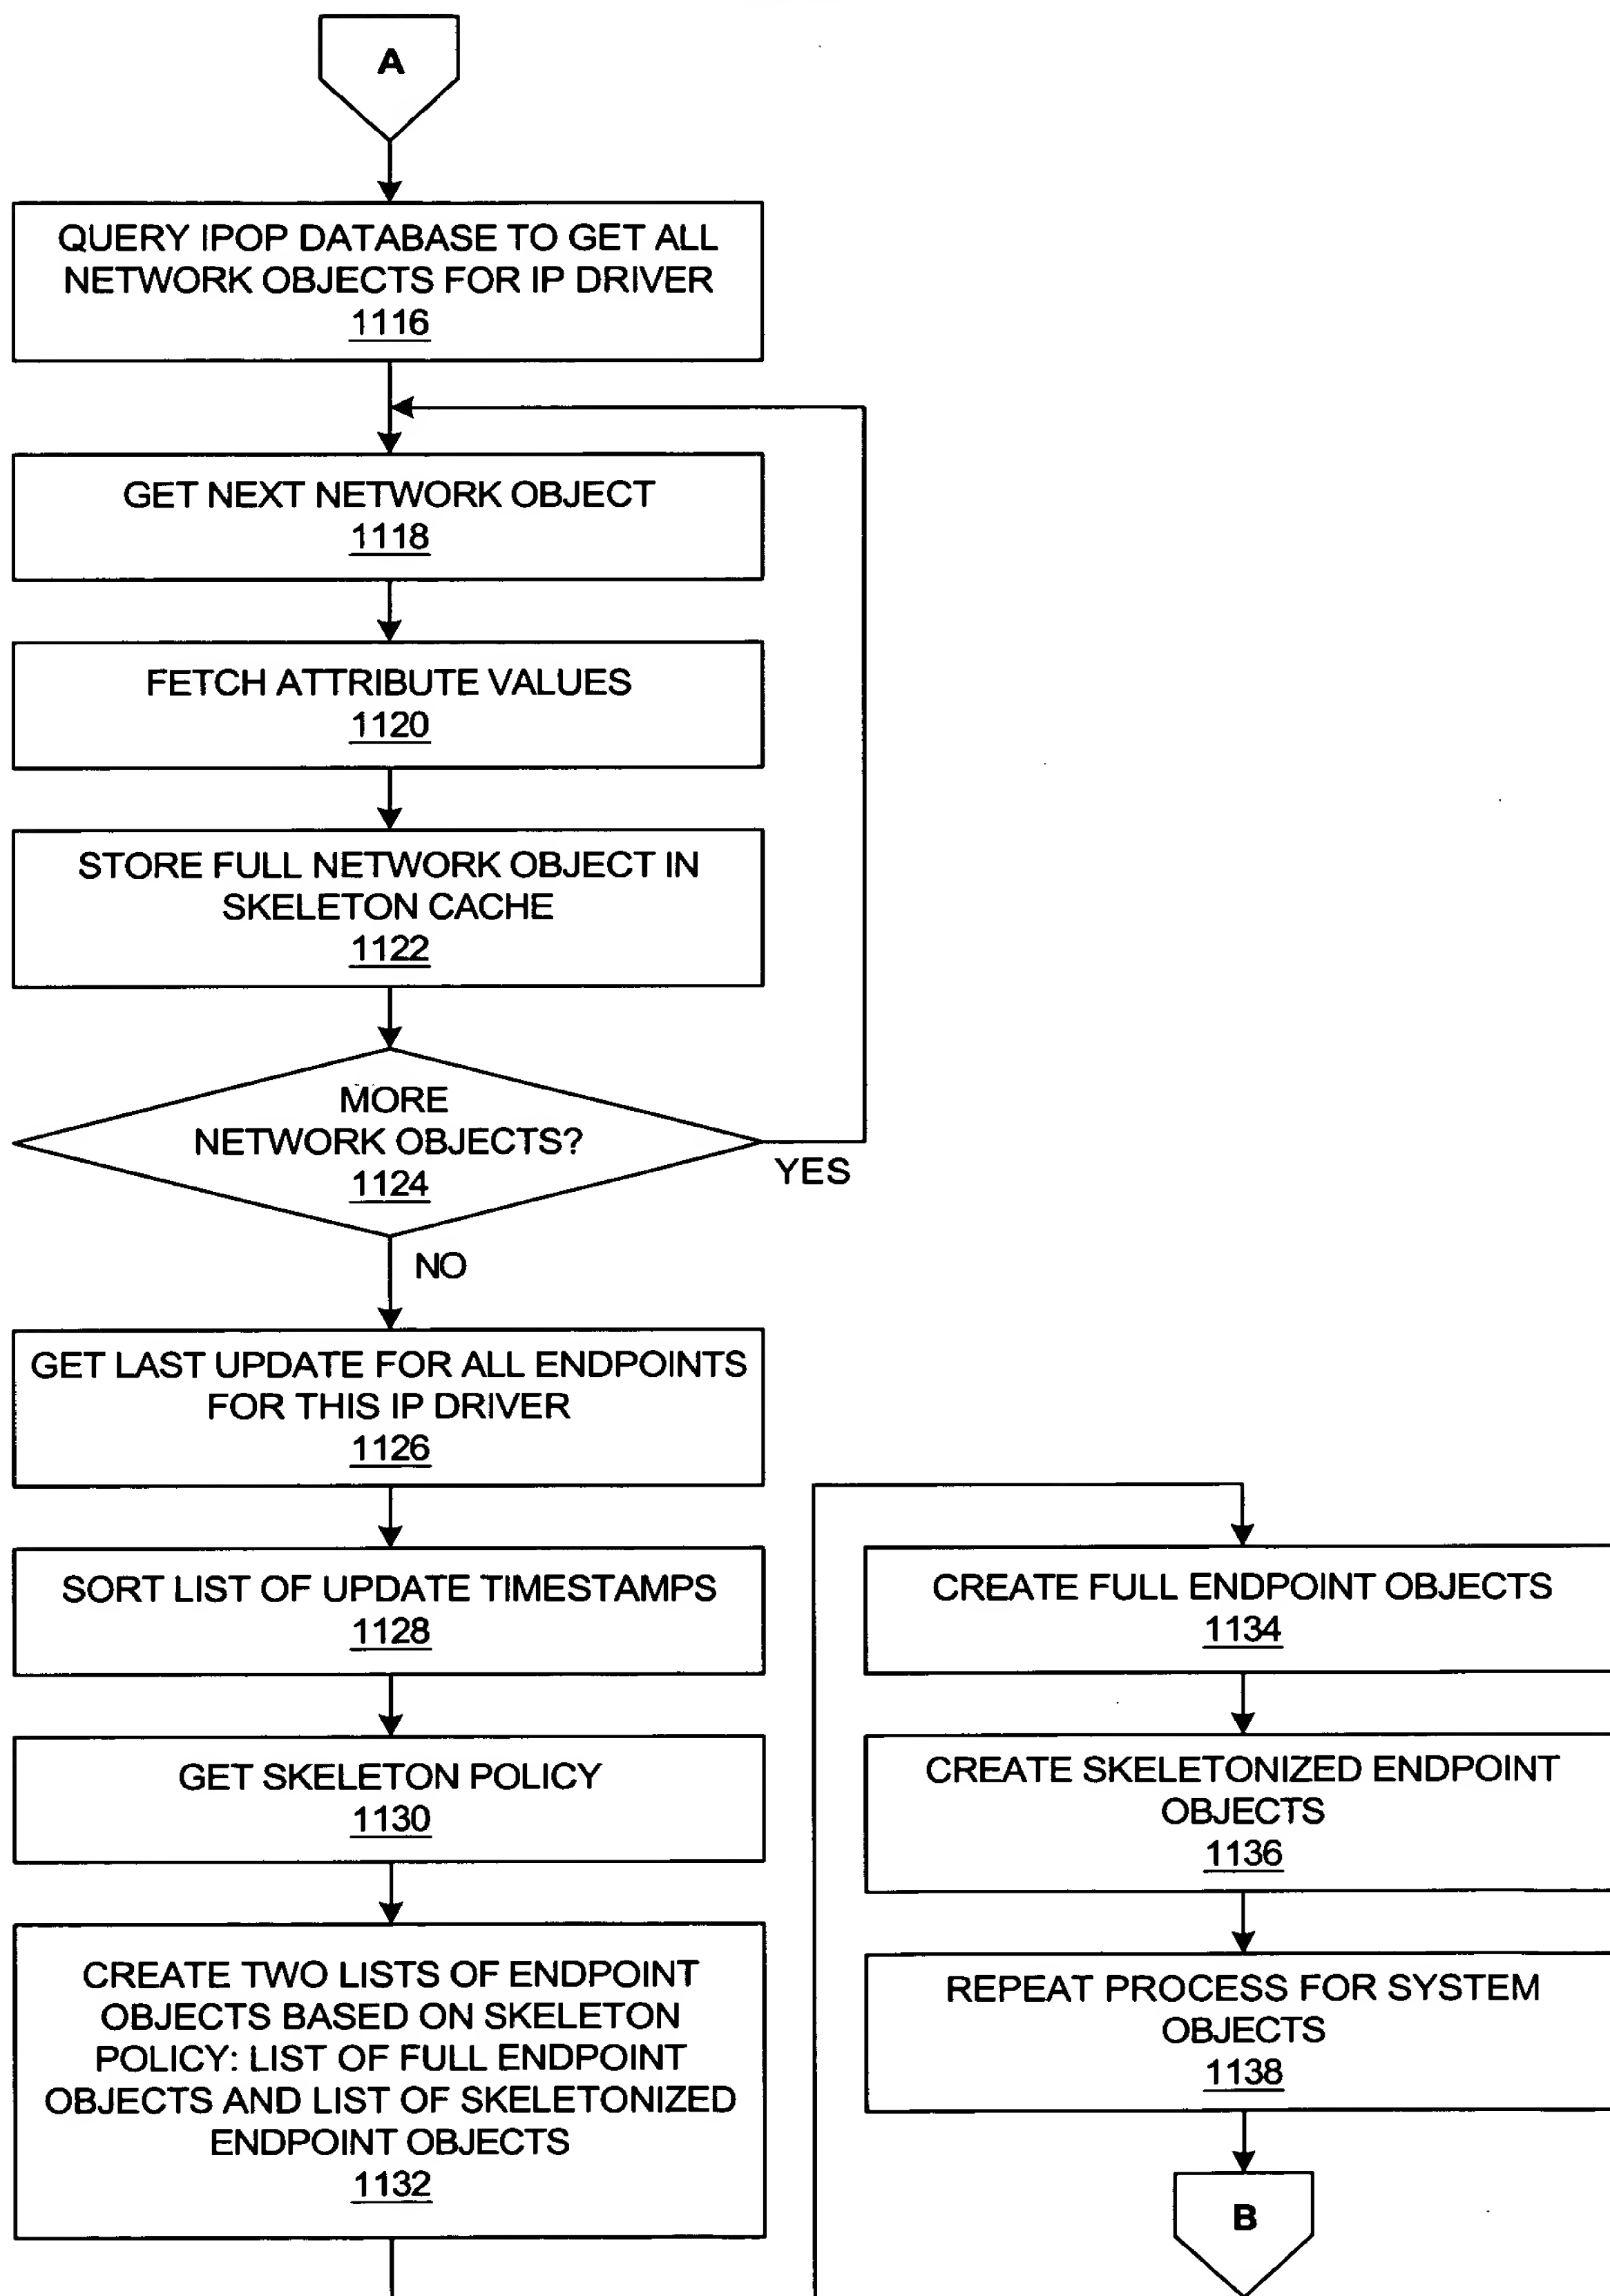 A
QUERY IPOP DATABASE TO GET ALL
NETWORK OBJECTS FOR IP DRIVER
1116
GET NEXT NETWORK OBJECT
1118
FETCH ATTRIBUTE VALUES
1120
STORE FULL NETWORK OBJECT IN
SKELETON CACHE
1122
MORE
NETWORK OBJECTS?
1124
YES
NO
GET LAST UPDATE FOR ALL ENDPOINTS
FOR THIS IP DRIVER
1126
SORT LIST OF UPDATE TIMESTAMPS
1128
GET SKELETON POLICY
1130
CREATE TWO LISTS OF ENDPOINT
OBJECTS BASED ON SKELETON
POLICY: LIST OF FULL ENDPOINT
OBJECTS AND LIST OF SKELETONIZED
ENDPOINT OBJECTS
1132
CREATE FULL ENDPOINT OBJECTS
1134
CREATE SKELETONIZED ENDPOINT
OBJECTS
1136
REPEAT PROCESS FOR SYSTEM
OBJECTS
1138
B